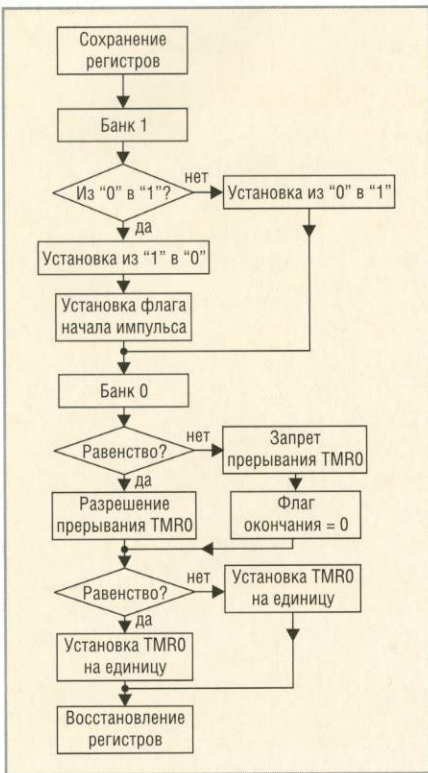 Сохранение
регистров
Банк 1
Из “0” в “1”?
нет
Установка из “0” в “1”
да
Установка из “1” в “0”
Установка флага
начала импульса
Банк 0
Равенство?
нет
Запрет
прерывания TMR0
да
Разрешение
прерывания TMR0
Флаг
окончания = 0
Равенство?
нет
Установка TMR0
на единицу
да
Установка TMR0
на единицу
Восстановление
регистров